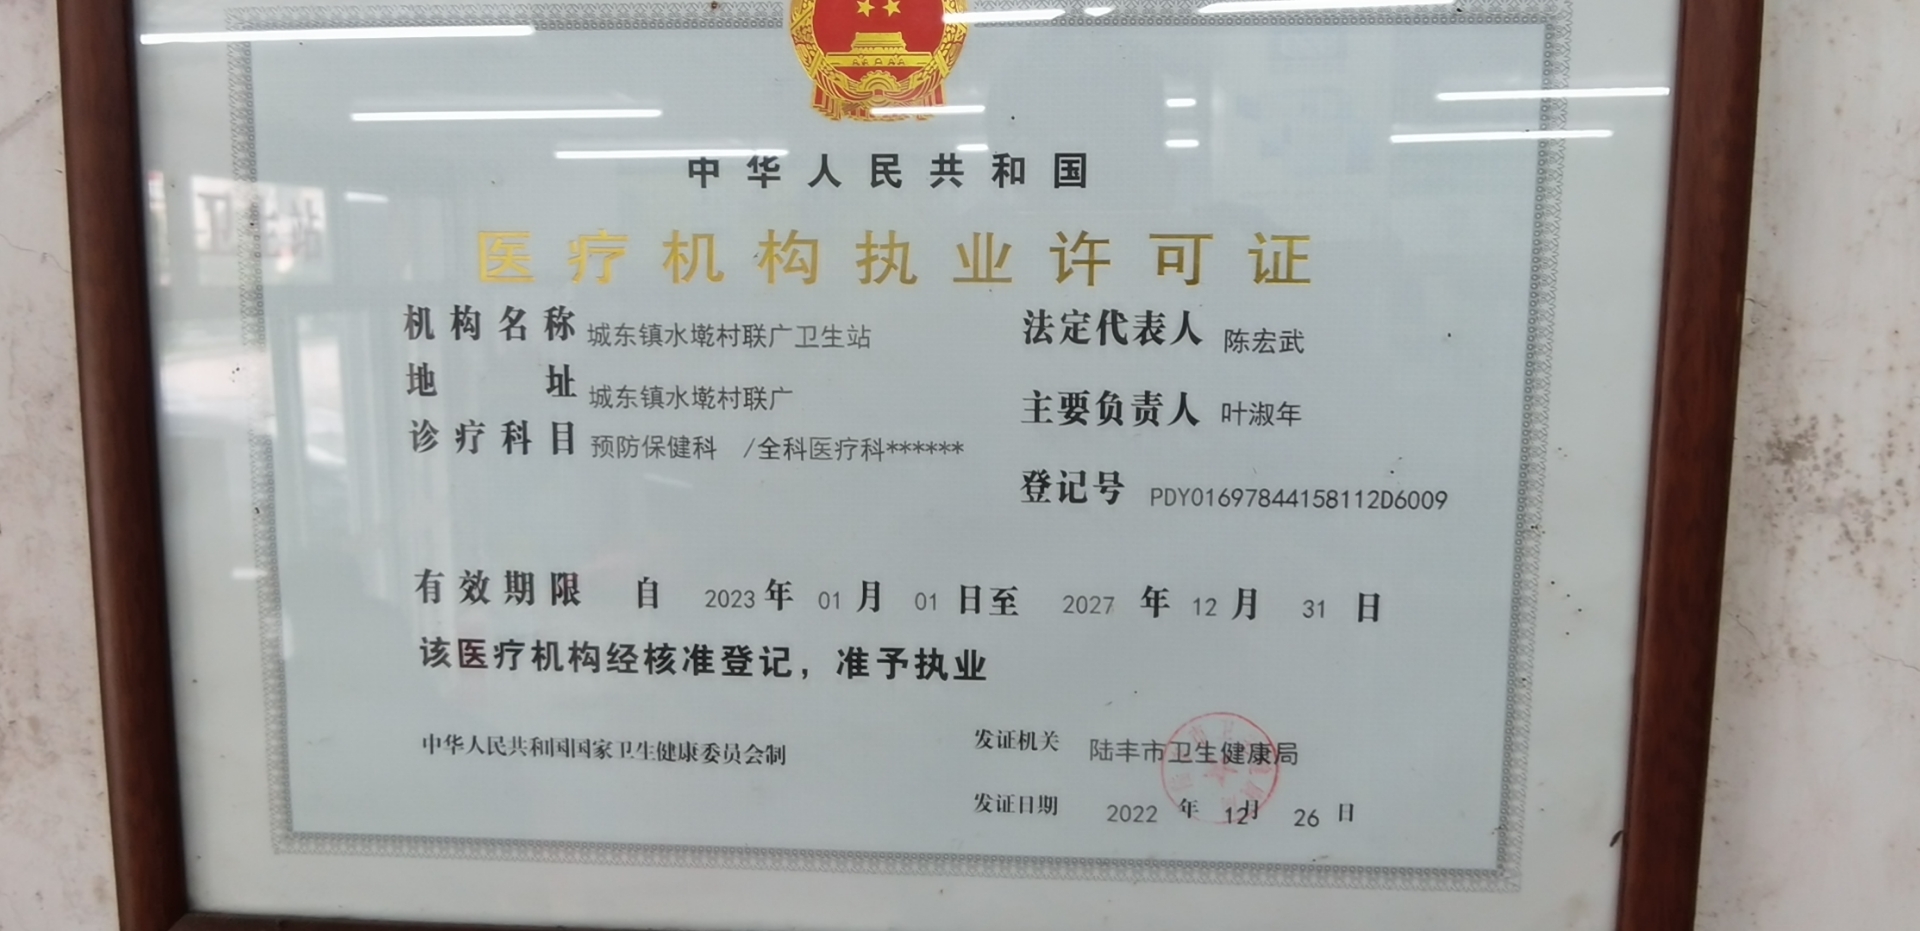 中华人民共和国
医疗机构执业许可证
机构名称 城东镇水墘村联广卫生站
法定代表人 陈宏武
地址 城东镇水墘村联广
主要负责人 叶淑年
诊疗科目 预防保健科 /全科医疗科******
登记号 PDY01697844158112D6009
有效期限 自 2023 年 01 月 01 日至 2027 年 12 月 31 日
该医疗机构经核准登记，准予执业
中华人民共和国国家卫生健康委员会制
发证机关 陆丰市卫生健康局
发证日期 2022 年 12月 26 日